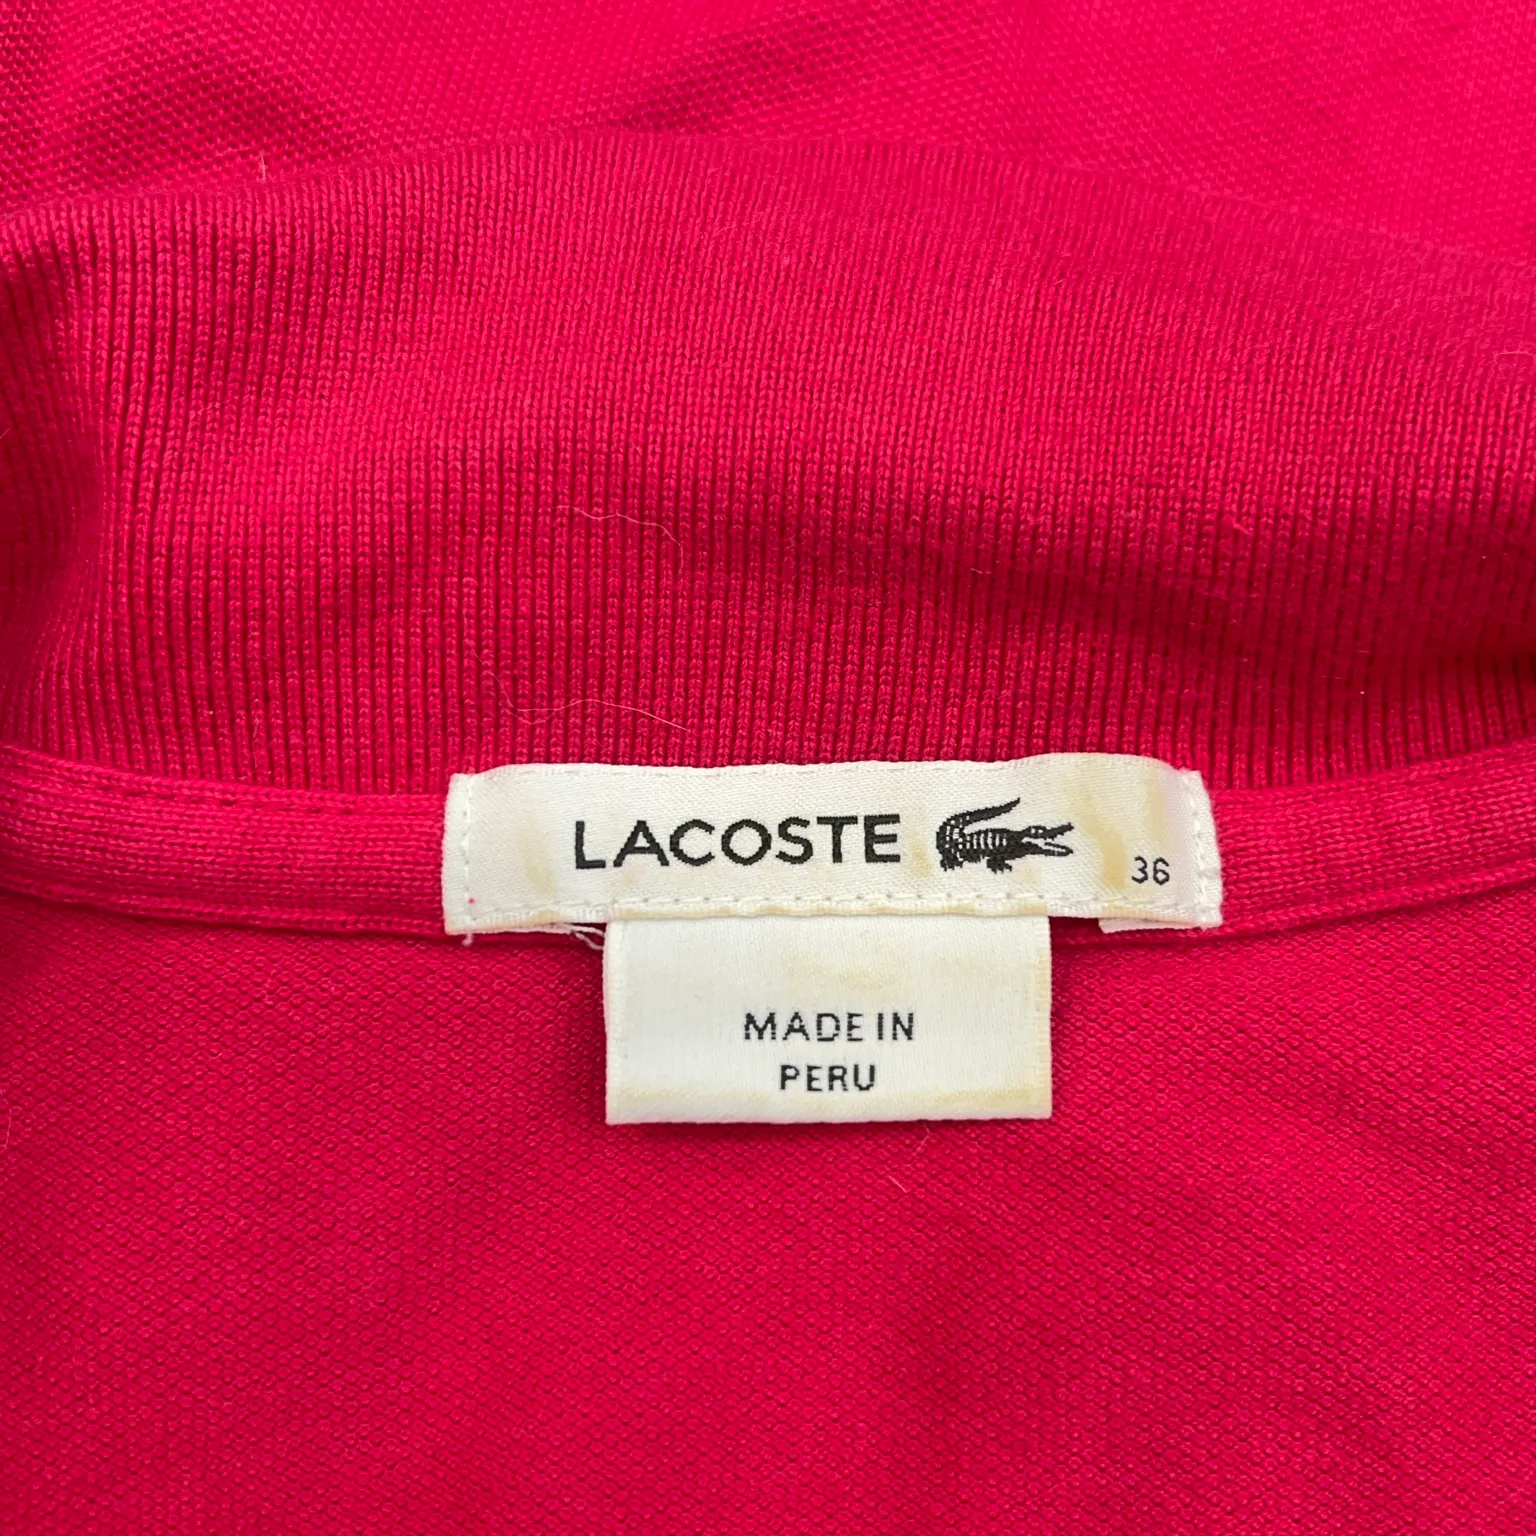 LACOSTE
36
MADE IN
PERU